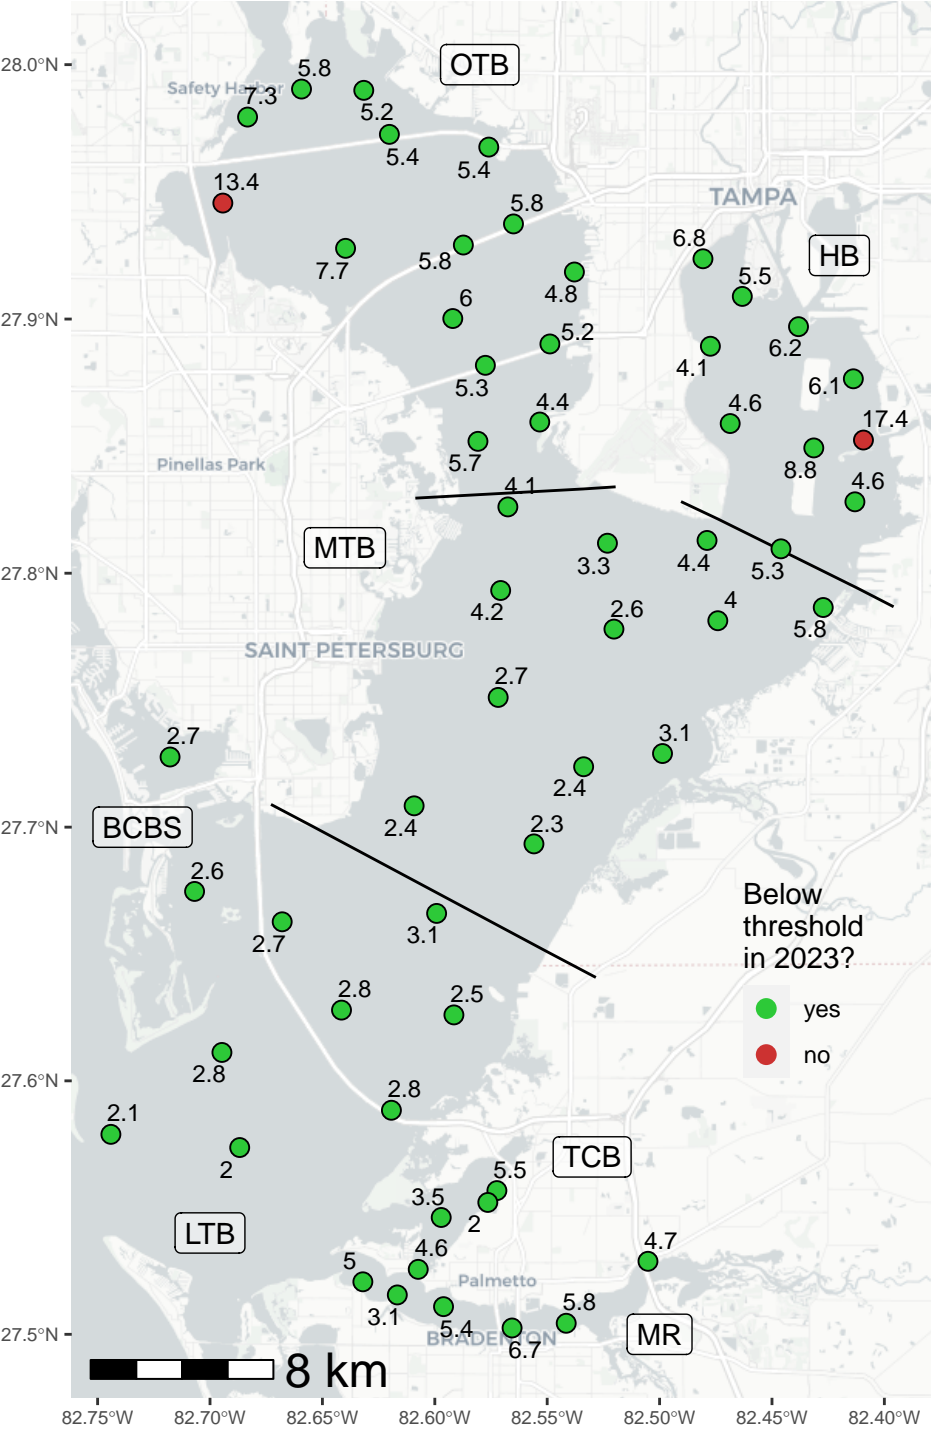 28.0°N
5.8
OTB
Safety Harbor
7.3
5.2
5.4
5.4
13.4
TAMPA
5.8
6.8
5.8
HB
7.7
4.8
5.5
6
27.9°N
5.2
6.2
4.1
5.3
6.1
4.4
4.6
17.4
5.7
Pinellas Park
8.8
4.1
4.6
MTB
3.3
4.4
5.3
27.8°N
4.2
2.6
4
5.8
SAINT PETERSBURG
2.7
2.7
3.1
2.4
BCBS
27.7°N
2.4
2.3
2.6
Below
threshold
in 2023?
2.7
3.1
2.8
2.5
yes
no
2.8
27.6°N
2.8
2.1
2
TCB
5.5
3.5
2
LTB
4.6
4.7
5
Palmetto
3.1
5.8
5.4
BRADENTON
MR
27.5°N
6.7
8 km
82.75°W
82.70°W
82.65°W
82.60°W
82.55°W
82.50°W
82.45°W
82.40°W